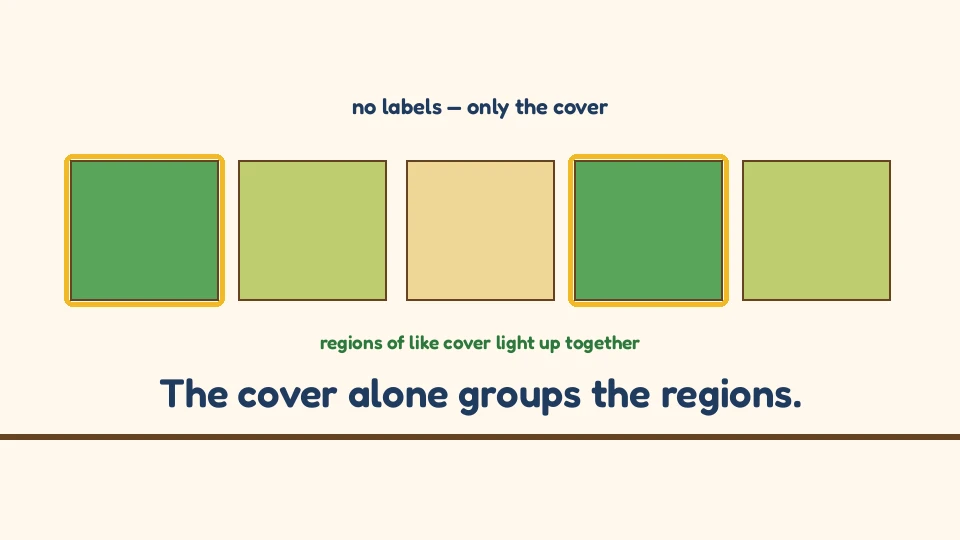 no labels — only the cover
regions of like cover light up together
The cover alone groups the regions.